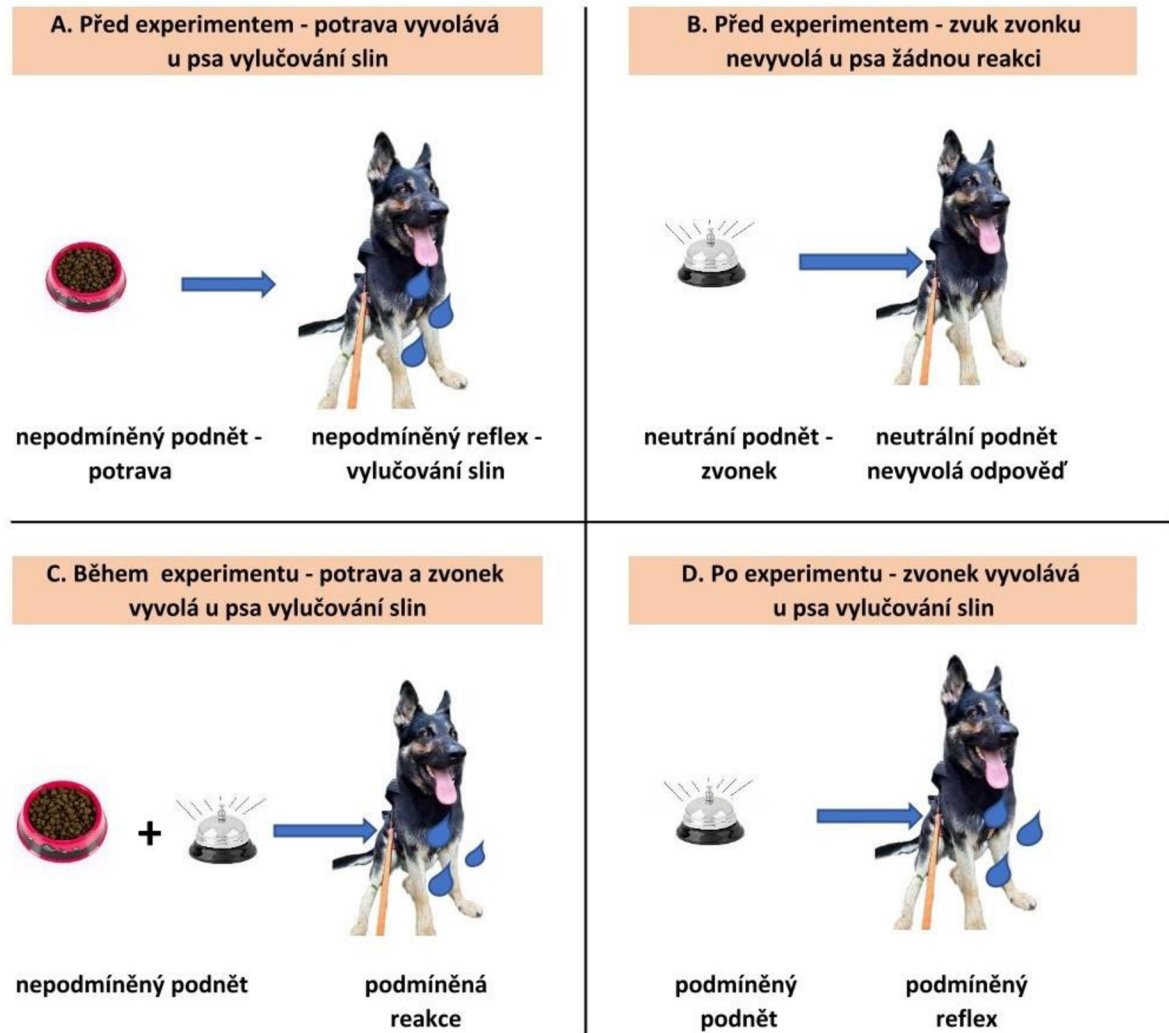 A. Před experimentem - potrava vyvolává
u psa vylučování slin
B. Před experimentem - zvuk zvonku
nevyvolá u psa žádnou reakci
nepodmíněný podnět -
potrava
nepodmíněný reflex -
vylučování slin
neutrání podnět -
zvonek
neutrální podnět
nevyvolá odpověď
C. Během experimentu - potrava a zvonek
vyvolá u psa vylučování slin
D. Po experimentu - zvonek vyvolává
u psa vylučování slin
+
nepodmíněný podnět
podmíněná
reakce
podmíněný
podnět
podmíněný
reflex